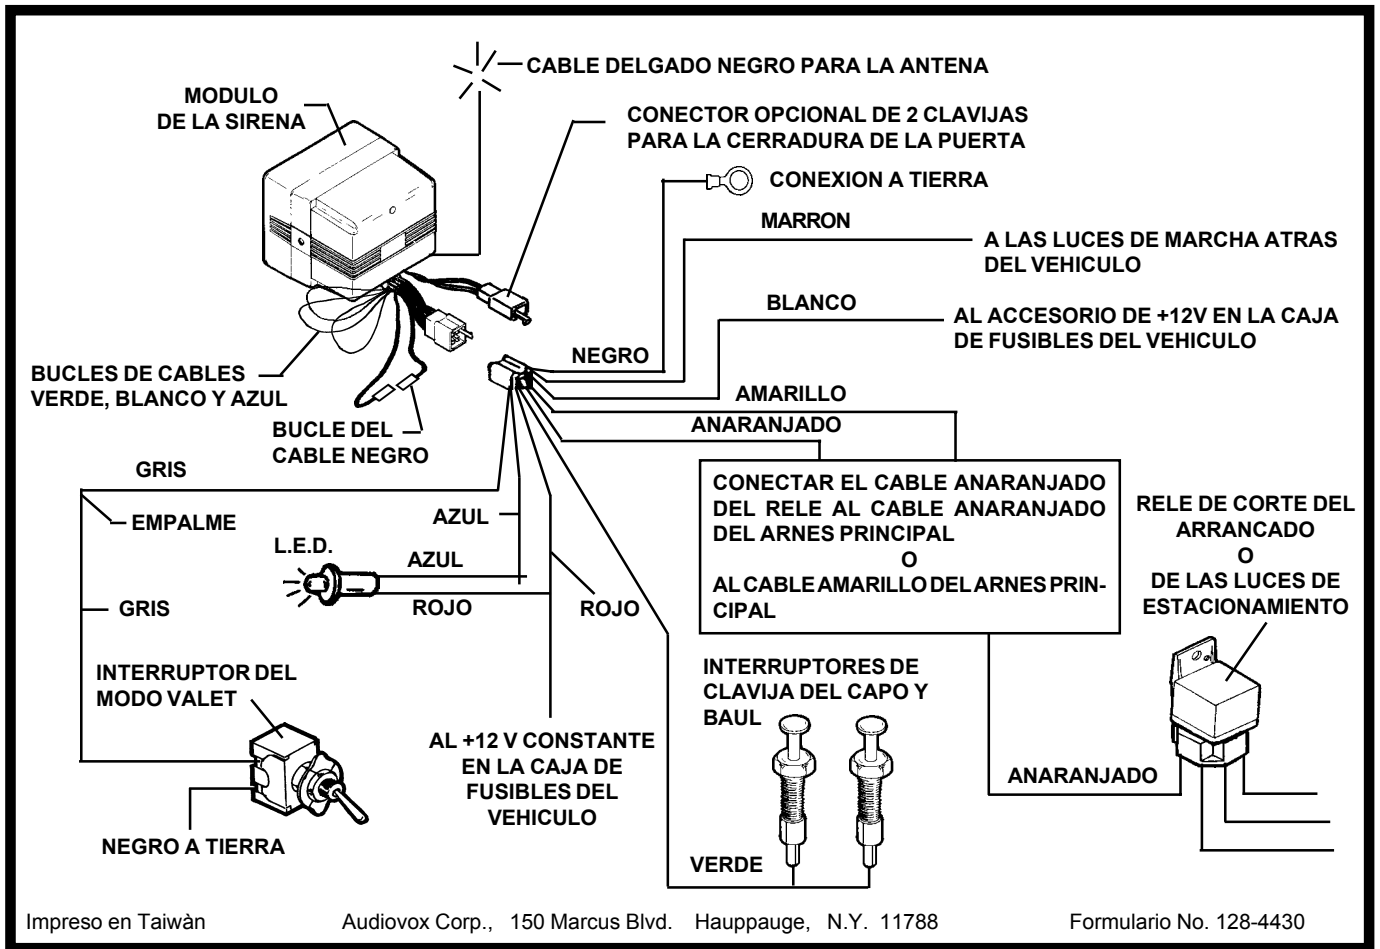 CABLE DELGADO NEGRO PARA LA ANTENA
MODULO
DE LA SIRENA
CONECTOR OPCIONAL DE 2 CLAVIJAS
PARA LA CERRADURA DE LA PUERTA
CONEXION A TIERRA
MARRON
A LAS LUCES DE MARCHA ATRAS
DEL VEHICULO
BLANCO
AL ACCESORIO DE +12V EN LA CAJA
DE FUSIBLES DEL VEHICULO
NEGRO
BUCLES DE CABLES
VERDE, BLANCO Y AZUL
AMARILLO
ANARANJADO
BUCLE DEL
CABLE NEGRO
GRIS
CONECTAR EL CABLE ANARANJADO
DEL RELE AL CABLE ANARANJADO
DEL ARNES PRINCIPAL
O
AL CABLE AMARILLO DEL ARNES PRIN-
CIPAL
RELE DE CORTE DEL
ARRANCADO
O
DE LAS LUCES DE
ESTACIONAMIENTO
EMPALME
AZUL
L.E.D.
AZUL
ROJO
ROJO
GRIS
INTERRUPTOR DEL
MODO VALET
INTERRUPTORES DE
CLAVIJA DEL CAPO Y
BAUL
AL +12 V CONSTANTE
EN LA CAJA DE
FUSIBLES DEL
VEHICULO
ANARANJADO
NEGRO A TIERRA
VERDE
Impreso en Taiwàn
Audiovox Corp., 150 Marcus Blvd. Hauppauge, N.Y. 11788
Formulario No. 128-4430